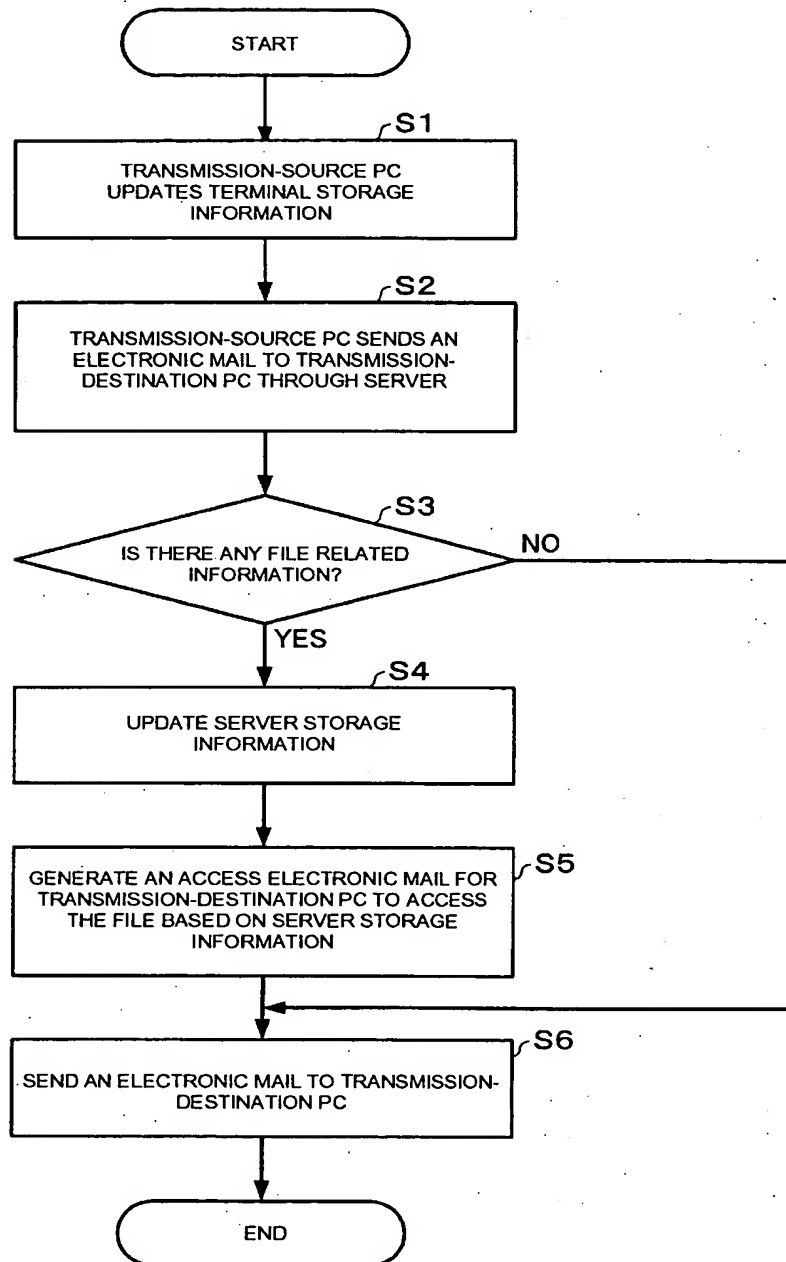 START
S1
TRANSMISSION-SOURCE PC
UPDATES TERMINAL STORAGE
INFORMATION
S2
TRANSMISSION-SOURCE PC SENDS AN
ELECTRONIC MAIL TO TRANSMISSION-
DESTINATION PC THROUGH SERVER
S3
IS THERE ANY FILE RELATED
INFORMATION?
NO
YES
S4
UPDATE SERVER STORAGE
INFORMATION
S5
GENERATE AN ACCESS ELECTRONIC MAIL FOR
TRANSMISSION-DESTINATION PC TO ACCESS
THE FILE BASED ON SERVER STORAGE
INFORMATION
S6
SEND AN ELECTRONIC MAIL TO TRANSMISSION-
DESTINATION PC
END